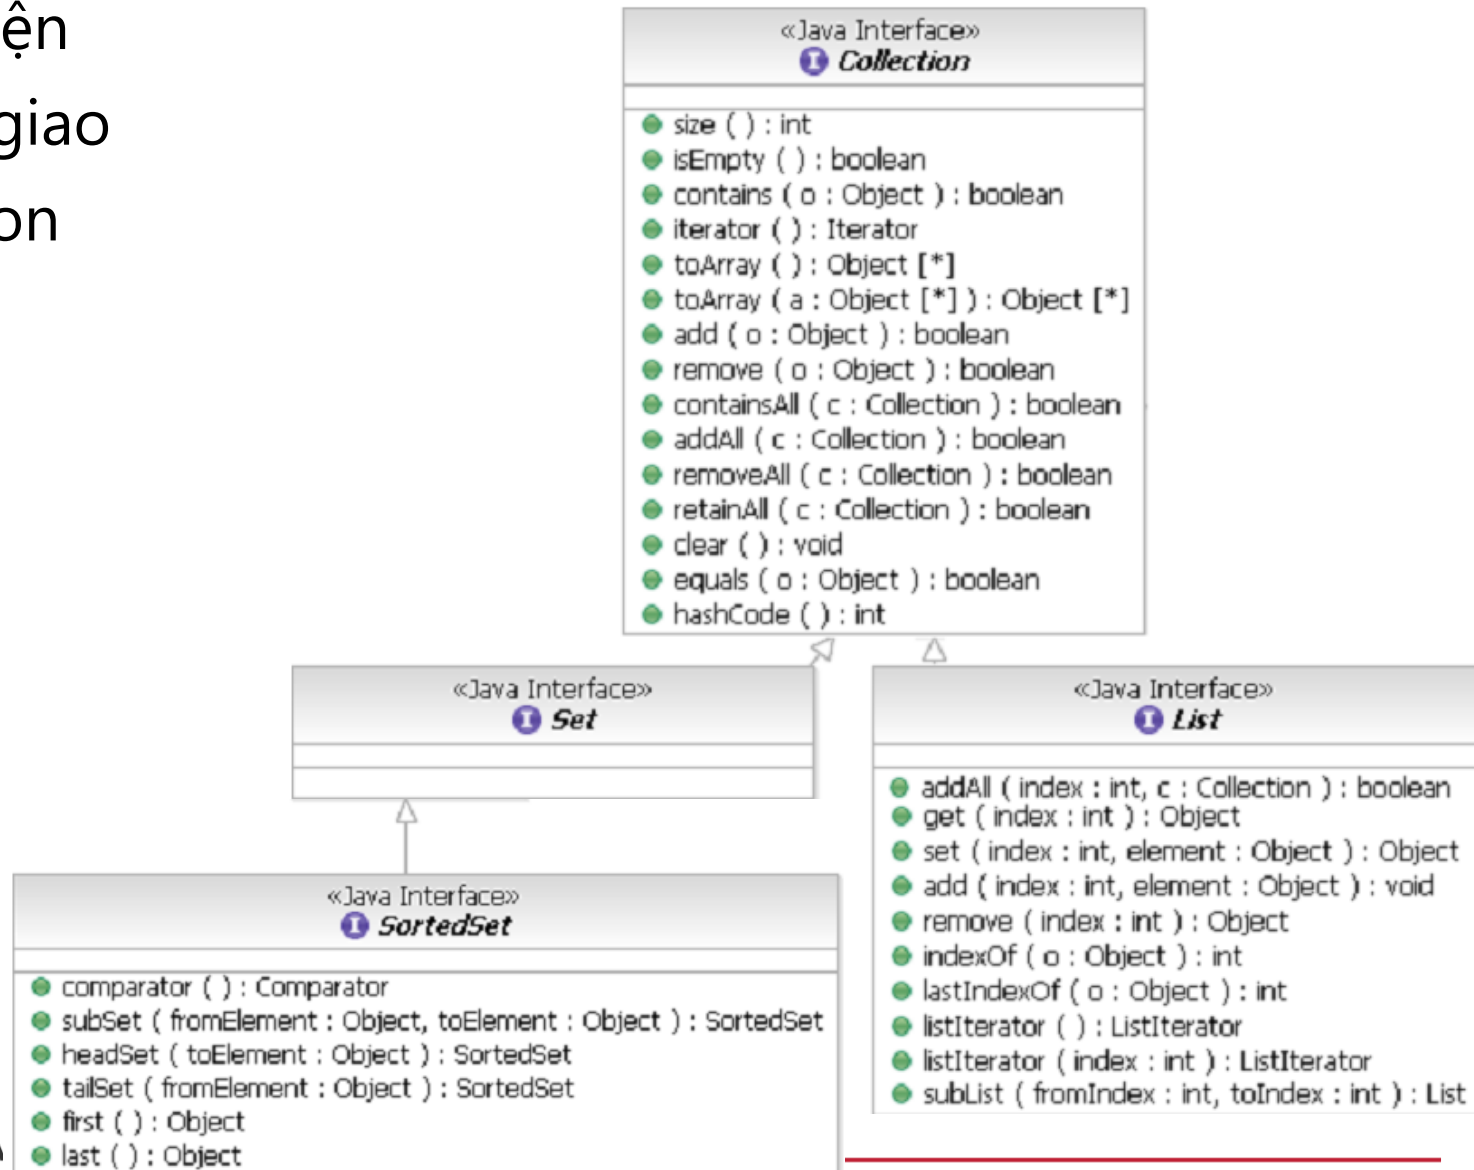 ện
giao
on
«Java Interface»
Collection
size ( ) : int
isEmpty ( ) : boolean
contains ( o : Object ) : boolean
iterator ( ) : Iterator
toArray ( ) : Object [*]
toArray ( a : Object [*] ) : Object [*]
add ( o : Object ) : boolean
remove ( o : Object ) : boolean
containsAll ( c : Collection ) : boolean
addAll ( c : Collection ) : boolean
removeAll ( c : Collection ) : boolean
retainAll ( c : Collection ) : boolean
clear ( ) : void
equals ( o : Object ) : boolean
hashCode ( ) : int
«Java Interface»
Set
«Java Interface»
SortedSet
comparator ( ) : Comparator
subSet ( fromElement : Object, toElement : Object ) : SortedSet
headSet ( toElement : Object ) : SortedSet
tailSet ( fromElement : Object ) : SortedSet
first ( ) : Object
last ( ) : Object
«Java Interface»
List
addAll ( index : int, c : Collection ) : boolean
get ( index : int ) : Object
set ( index : int, element : Object ) : Object
add ( index : int, element : Object ) : void
remove ( index : int ) : Object
indexOf ( o : Object ) : int
lastIndexOf ( o : Object ) : int
listIterator ( ) : ListIterator
listIterator ( index : int ) : ListIterator
subList ( fromIndex : int, toIndex : int ) : List